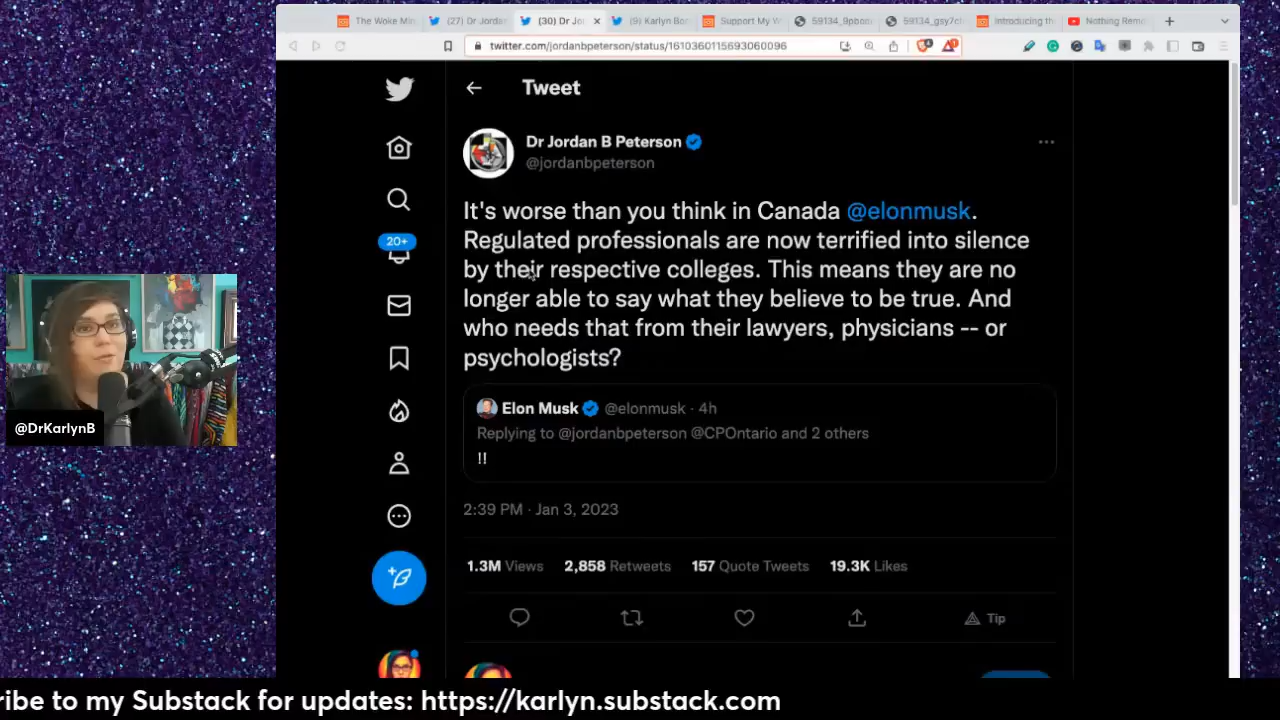 The Woke Min
(27) Dr Jordan
(30) Dr Jo
(9) Karlyn Bo
Support My W
59134_9pboo
59134_gsy7c
Introducing th
Nothing Rem
twitter.com/jordanbpeterson/status/1610360115693060096
Tweet
Dr Jordan B Peterson
@jordanbpeterson
It's worse than you think in Canada @elonmusk.
Regulated professionals are now terrified into silence
by their respective colleges. This means they are no
longer able to say what they believe to be true. And
who needs that from their lawyers, physicians -- or
psychologists?
20+
Elon Musk @elonmusk · 4h
Replying to @jordanbpeterson @CPOntario and 2 others
!!
2:39 PM · Jan 3, 2023
1.3M Views 2,858 Retweets 157 Quote Tweets 19.3K Likes
Tip
@DrKarlynB
ribe to my Substack for updates: https://karlyn.substack.com